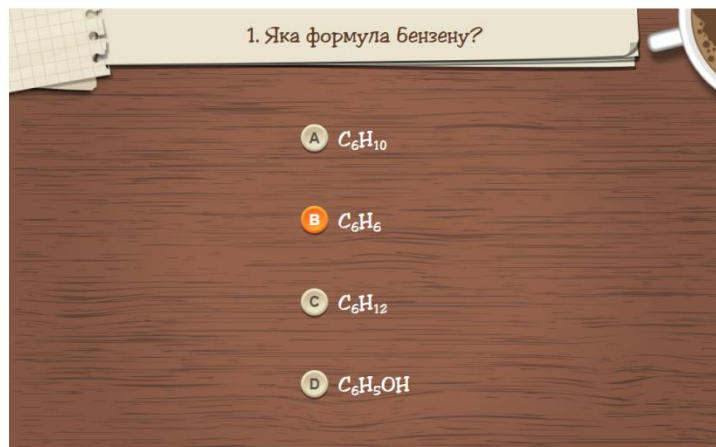 1. Яка формула бензену?
A C₆H₁₀
B C₆H₆
C C₆H₁₂
D C₆H₅OH